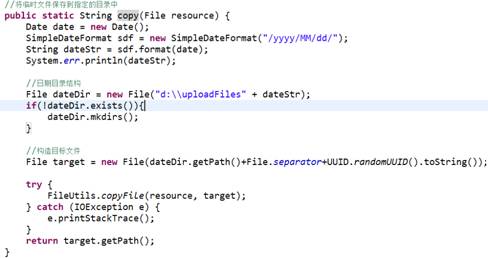 //将临时文件保存到指定的目录中
public static String copy(File resource) {
Date date = new Date();
SimpleDateFormat sdf = new SimpleDateFormat("/yyyy/MM/dd/");
String dateStr = sdf.format(date);
System.err.println(dateStr);
//日期目录结构
File dateDir = new File("d:\\uploadFiles" + dateStr);
if(!dateDir.exists()){
dateDir.mkdirs();
}
//构造目标文件
File target = new File(dateDir.getPath()+File.separator+UUID.randomUUID().toString());
try {
FileUtils.copyFile(resource, target);
} catch (IOException e) {
e.printStackTrace();
}
return target.getPath();
}